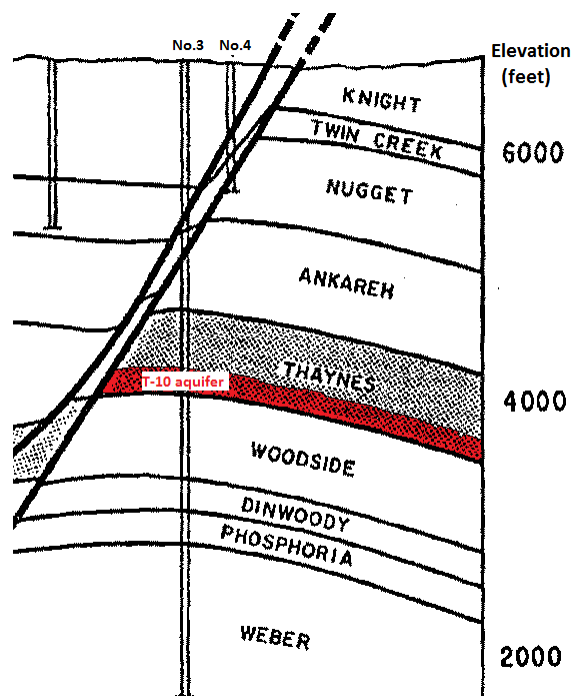 No.3 No.4
Elevation
(feet)
KNIGHT
TWIN CREEK
6000
NUGGET
ANKAREH
THAYNES
T-10 aquifer
4000
WOODSIDE
DINWOODY
PHOSPHORIA
WEBER
2000